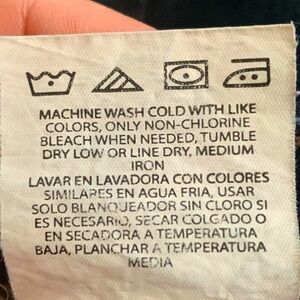 MACHINE WASH COLD WITH LIKE
COLORS, ONLY NON-CHLORINE
BLEACH WHEN NEEDED, TUMBLE
DRY LOW OR LINE DRY, MEDIUM
IRON
LAVAR EN LAVADORA CON COLORES
SIMILARES EN AGUA FRIA, USAR
SOLO BLANQUEADOR SIN CLORO SI
ES NECESARIO, SECAR COLGADO O
EN SECADORA A TEMPERATURA
BAJA, PLANCHAR A TEMPERATURA
MEDIA